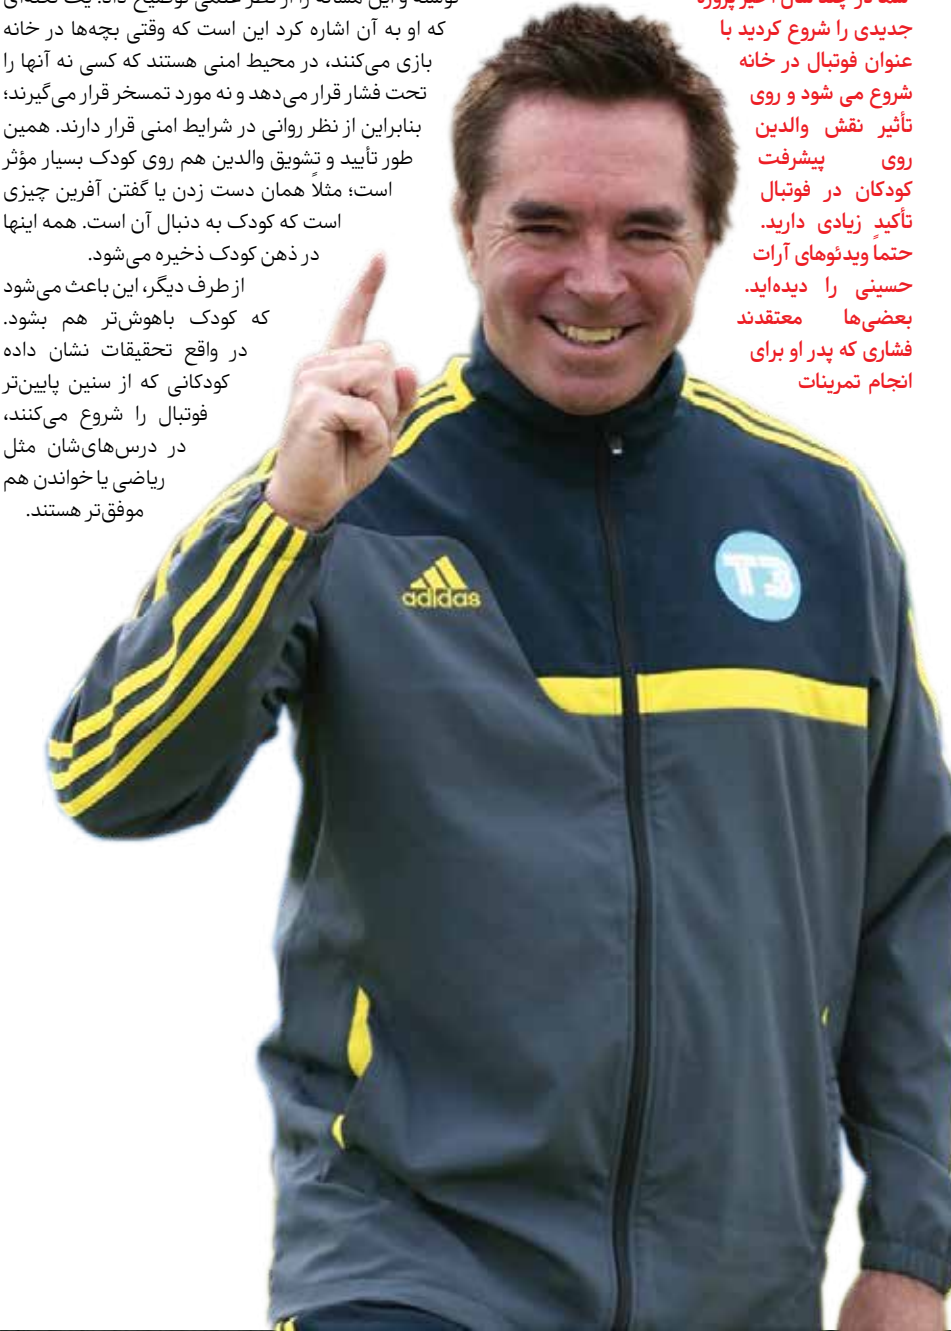 جدیدی را شروع کردید با
عنوان فوتبال در خانه
شروع می شود و روی
تأثیر نقش والدین
روی پیشرفت
کودکان در فوتبال
تأکید زیادی دارید.
حتماً ویدئوهای آرات
حسینی را دیده‌اید.
بعضی‌ها معتقدند
فشاری که پدر او برای
انجام تمرینات
که او به آن اشاره کرد این است که وقتی بچه‌ها در خانه
بازی می‌کنند، در محیط امنی هستند که کسی نه آنها را
تحت فشار قرار می‌دهد و نه مورد تمسخر قرار می‌گیرند؛
بنابراین از نظر روانی در شرایط امنی قرار دارند. همین
طور تأیید و تشویق والدین هم روی کودک بسیار مؤثر
است؛ مثلاً همان دست زدن یا گفتن آفرین چیزی
است که کودک به دنبال آن است. همه اینها
در ذهن کودک ذخیره می‌شود.
از طرف دیگر، این باعث می‌شود
که کودک باهوش‌تر هم بشود.
در واقع تحقیقات نشان داده
کودکانی که از سنین پایین‌تر
فوتبال را شروع می‌کنند،
در درس‌های‌شان مثل
ریاضی یا خواندن هم
موفق‌تر هستند.
adidas
T3